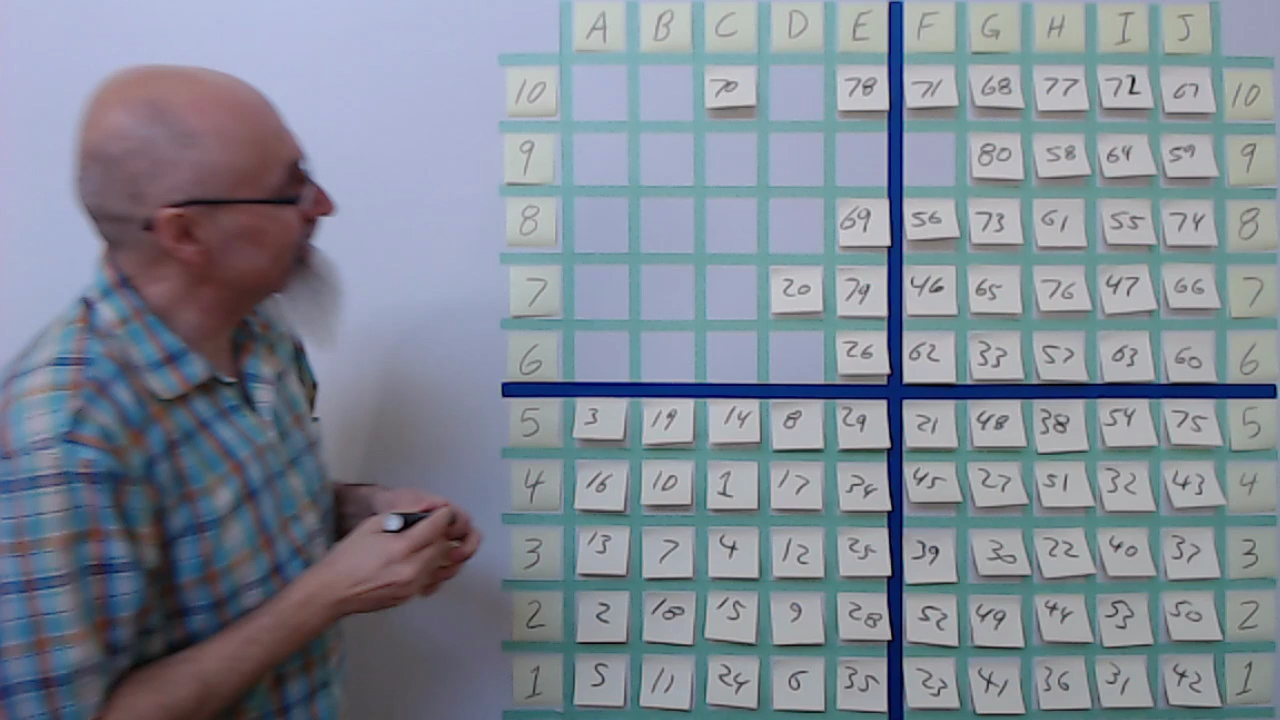 A B C D E F G H I J
10 70 78 71 68 77 72 67 10
9 80 58 64 59 9
8 69 56 73 61 55 74 8
7 20 79 46 65 76 47 66 7
6 26 62 33 57 63 60 6
5 3 19 14 8 29 21 48 38 54 75 5
4 16 10 1 17 34 45 27 51 32 43 4
3 13 7 4 12 25 39 30 22 40 37 3
2 2 18 15 9 28 52 49 44 53 50 2
1 5 11 24 6 35 23 41 36 31 42 1